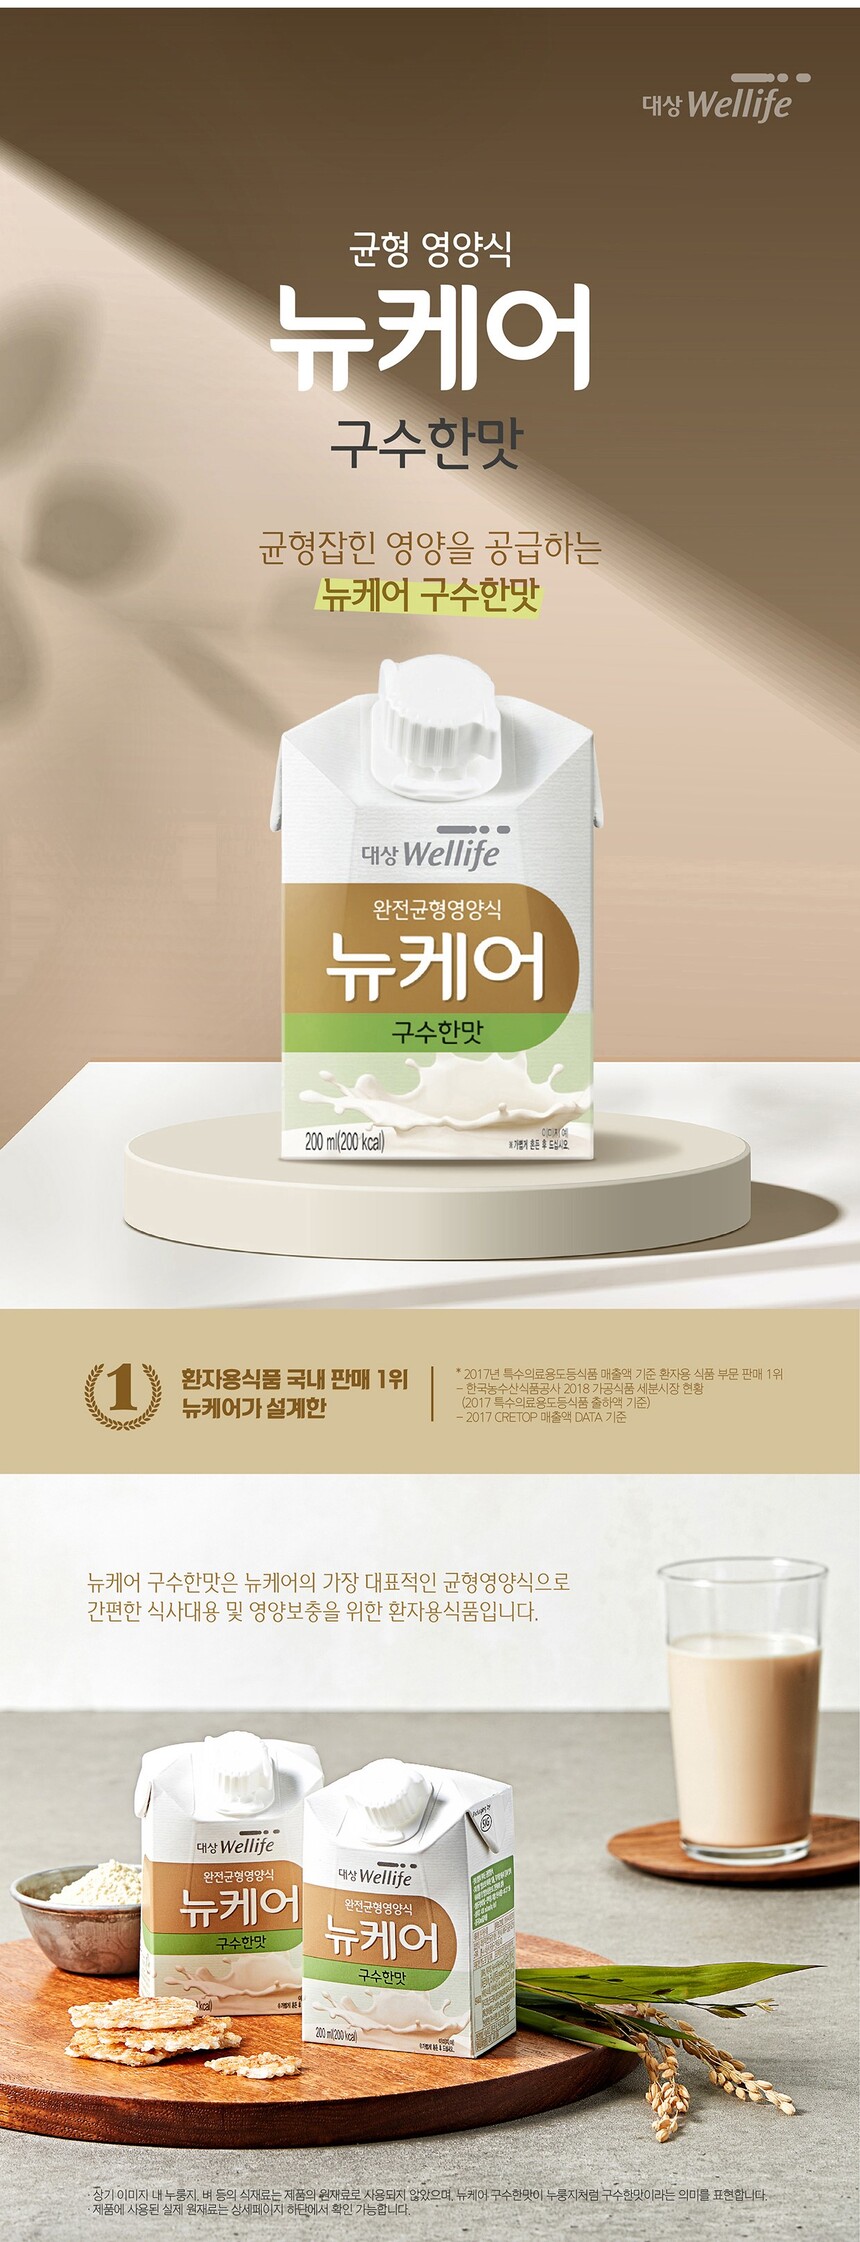 대상 Wellife
균형 영양식
뉴케어
구수한맛
균형잡힌 영양을 공급하는
뉴케어 구수한맛
대상 Wellife
완전균형영양식
뉴케어
구수한맛
200 ml(200 kcal)
이미지 예
※가볍게 흔든 후 드십시오.
1
환자용식품 국내 판매 1위
뉴케어가 설계한
* 2017년 특수의료용도등식품 매출액 기준 환자용 식품 부문 판매 1위
– 한국농수산식품공사 2018 가공식품 세분시장 현황
(2017 특수의료용도등식품 출하액 기준)
– 2017 CRETOP 매출액 DATA 기준
뉴케어 구수한맛은 뉴케어의 가장 대표적인 균형영양식으로
간편한 식사대용 및 영양보충을 위한 환자용식품입니다.
대상 Wellife
완전균형영양식
뉴케어
구수한맛
kcal)
대상 Wellife
완전균형영양식
뉴케어
구수한맛
200 ml(200 kcal)
SIG
· 상기 이미지 내 누룽지, 벼 등의 식재료는 제품의 원재료로 사용되지 않았으며, 뉴케어 구수한맛이 누룽지처럼 구수한맛이라는 의미를 표현합니다.
· 제품에 사용된 실제 원재료는 상세페이지 하단에서 확인 가능합니다.